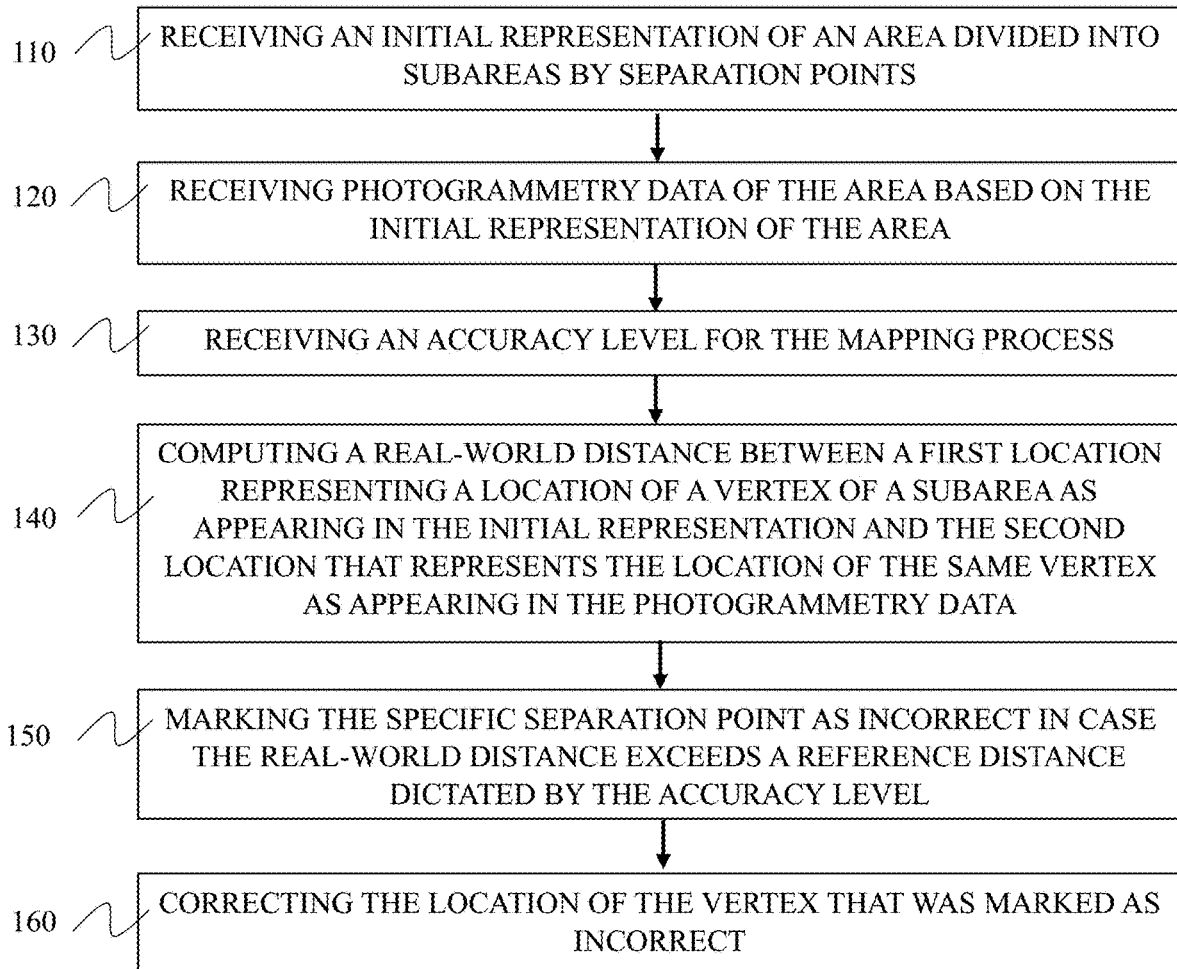 110
RECEIVING AN INITIAL REPRESENTATION OF AN AREA DIVIDED INTO
SUBAREAS BY SEPARATION POINTS
120
RECEIVING PHOTOGRAMMETRY DATA OF THE AREA BASED ON THE
INITIAL REPRESENTATION OF THE AREA
130
RECEIVING AN ACCURACY LEVEL FOR THE MAPPING PROCESS
140
COMPUTING A REAL-WORLD DISTANCE BETWEEN A FIRST LOCATION
REPRESENTING A LOCATION OF A VERTEX OF A SUBAREA AS
APPEARING IN THE INITIAL REPRESENTATION AND THE SECOND
LOCATION THAT REPRESENTS THE LOCATION OF THE SAME VERTEX
AS APPEARING IN THE PHOTOGRAMMETRY DATA
150
MARKING THE SPECIFIC SEPARATION POINT AS INCORRECT IN CASE
THE REAL-WORLD DISTANCE EXCEEDS A REFERENCE DISTANCE
DICTATED BY THE ACCURACY LEVEL
160
CORRECTING THE LOCATION OF THE VERTEX THAT WAS MARKED AS
INCORRECT